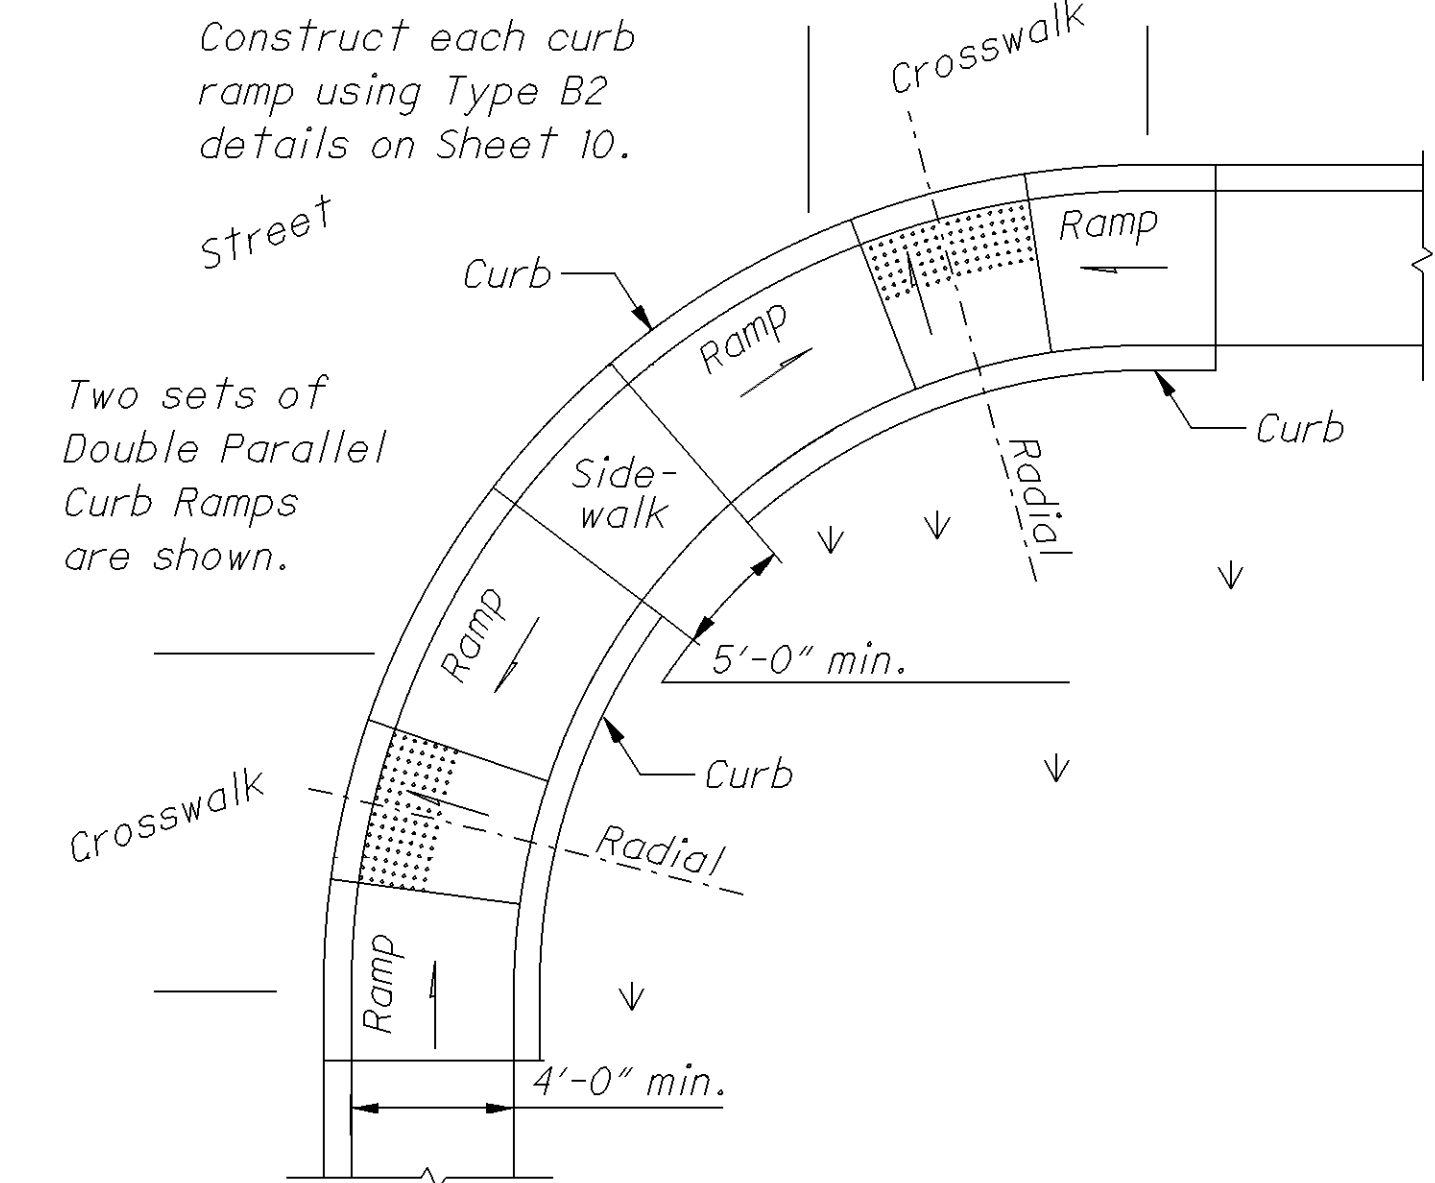 Construct each curb
ramp using Type B2
details on Sheet 10.
Crosswalk
Street
Ramp
Curb
Ramp
Two sets of
Double Parallel
Curb Ramps
are shown.
Curb
Side-
walk
Radial
Ramp
5'-0" min.
Curb
Crosswalk
Radial
Ramp
4'-0" min.